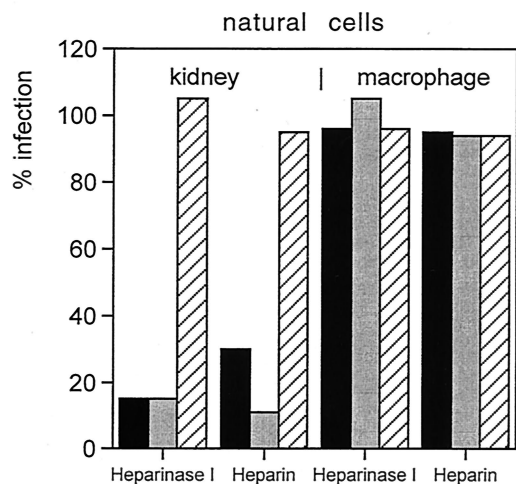 natural cells
120
kidney | macrophage
100
80
60
40
20
0
% infection
Heparinase I Heparin Heparinase I Heparin